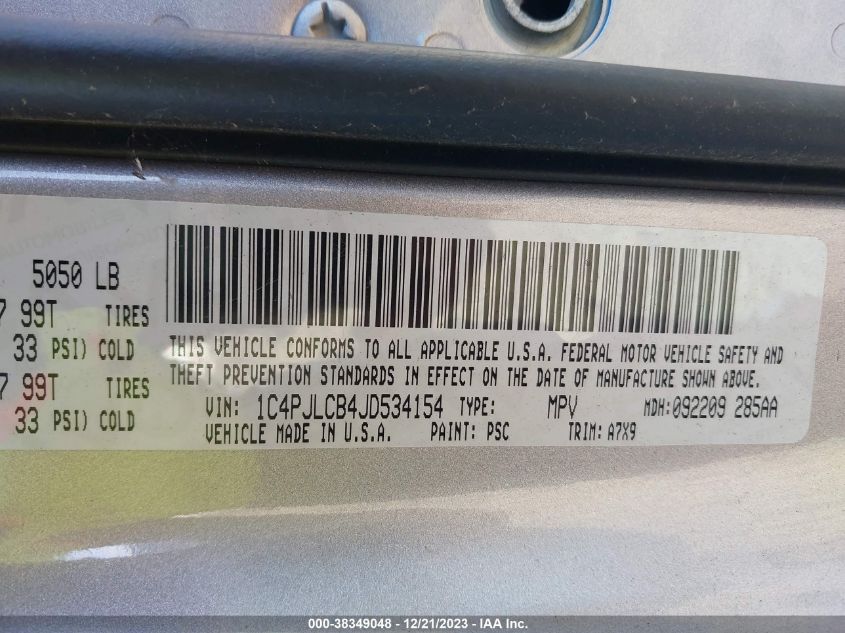 5050 LB
7 99T TIRES
33 PSI) COLD
7 99T TIRES
33 PSI) COLD
THIS VEHICLE CONFORMS TO ALL APPLICABLE U.S.A. FEDERAL MOTOR VEHICLE SAFETY AND
THEFT PREVENTION STANDARDS IN EFFECT ON THE DATE OF MANUFACTURE SHOWN ABOVE.
VIN: 1C4PJLCB4JD534154 TYPE: MPV MDH:092209 285AA
VEHICLE MADE IN U.S.A. PAINT: PSC TRIM: A7X9
000-38349048 - 12/21/2023 - IAA Inc.